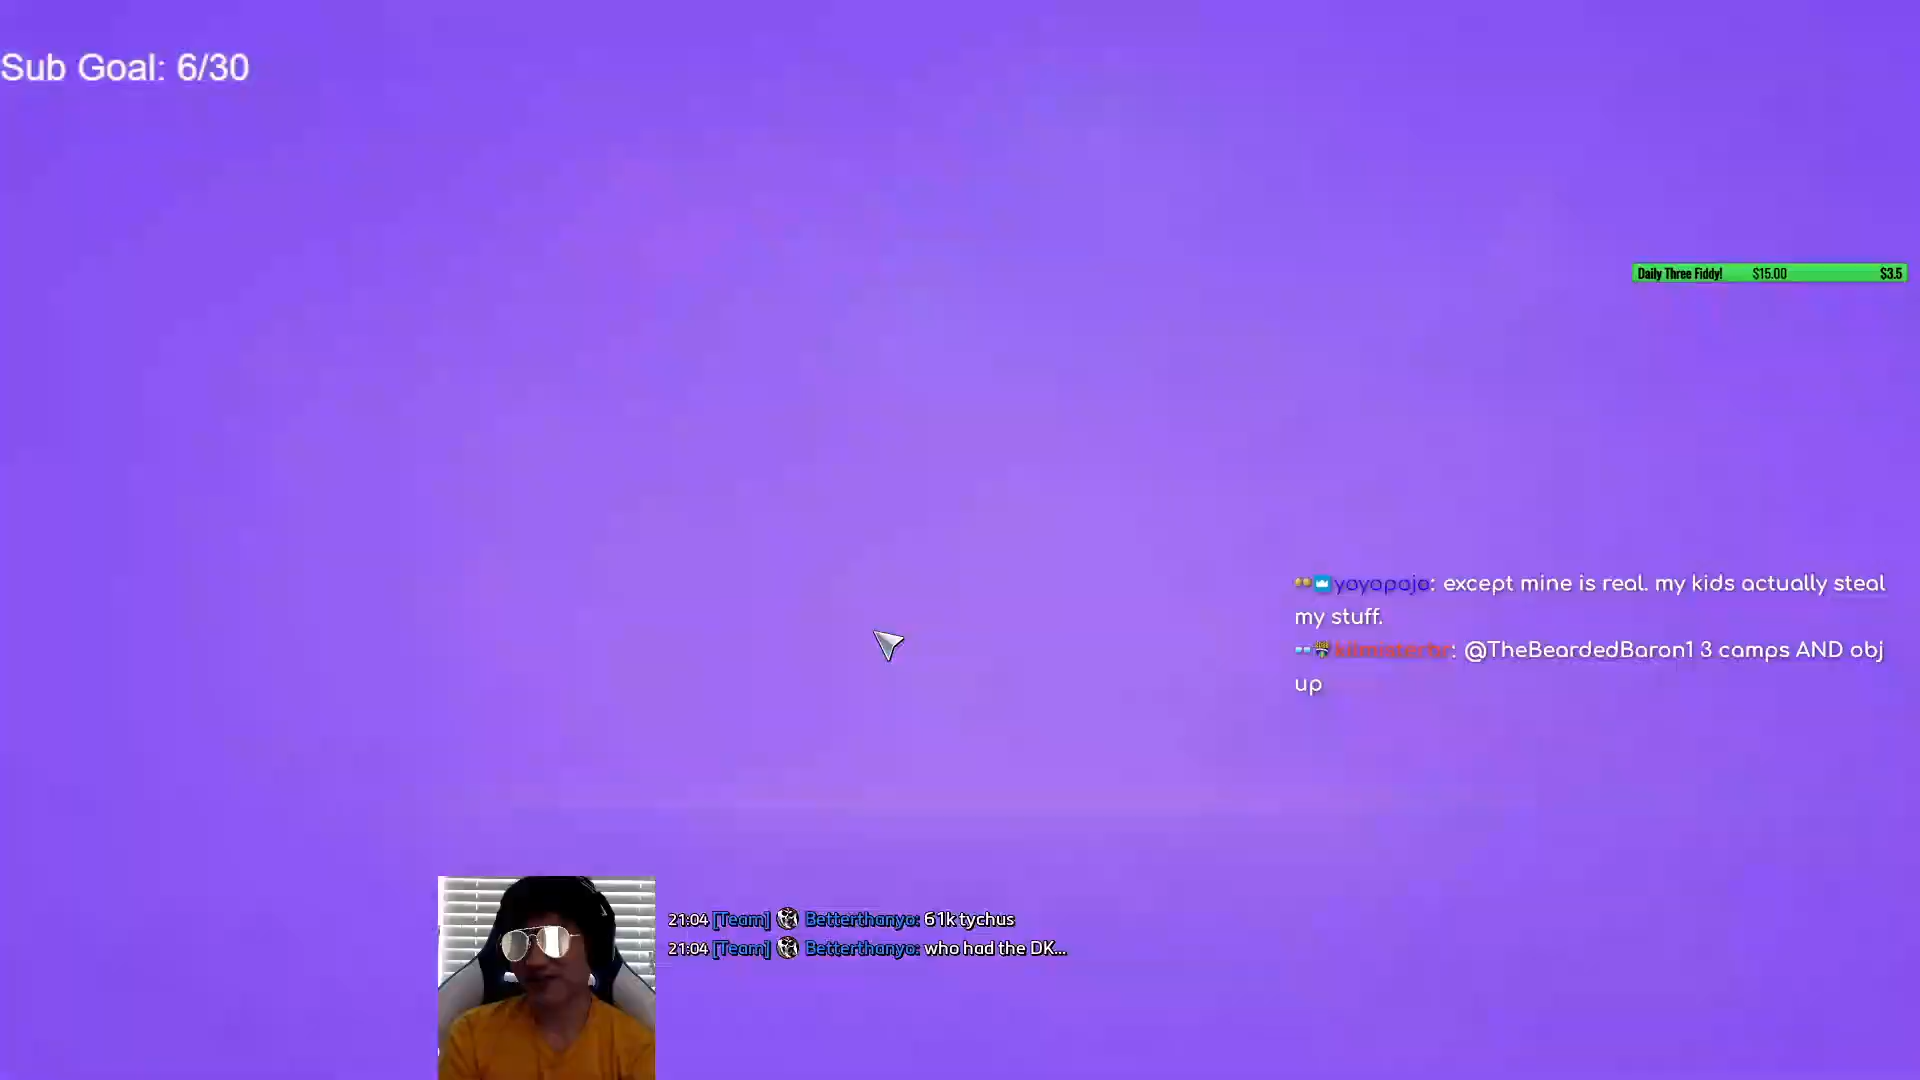 Sub Goal: 6/30
Daily Three Fiddy! $15.00 $3.5
yoyopojo: except mine is real. my kids actually steal
my stuff.
: @TheBeardedBaron1 3 camps AND obj
up
21:04 [Team] Betterthanyo: 61k tychus
21:04 [Team] Betterthanyo: who had the DK...